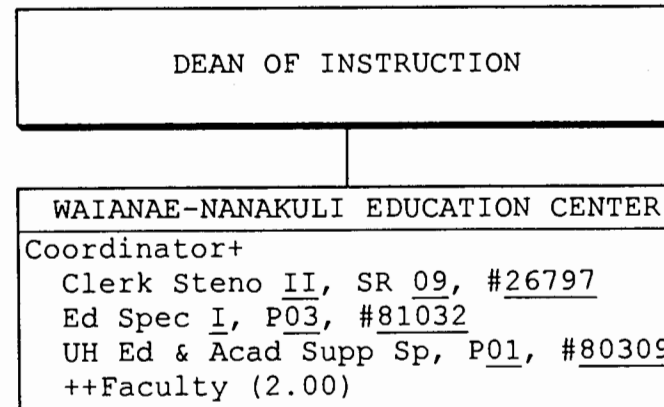 DEAN OF INSTRUCTION
WAIANAE-NANAKULI EDUCATION CENTER
Coordinator+
Clerk Steno II, SR 09, #26797
Ed Spec I, P03, #81032
UH Ed & Acad Supp Sp, P01, #80309
++Faculty (2.00)